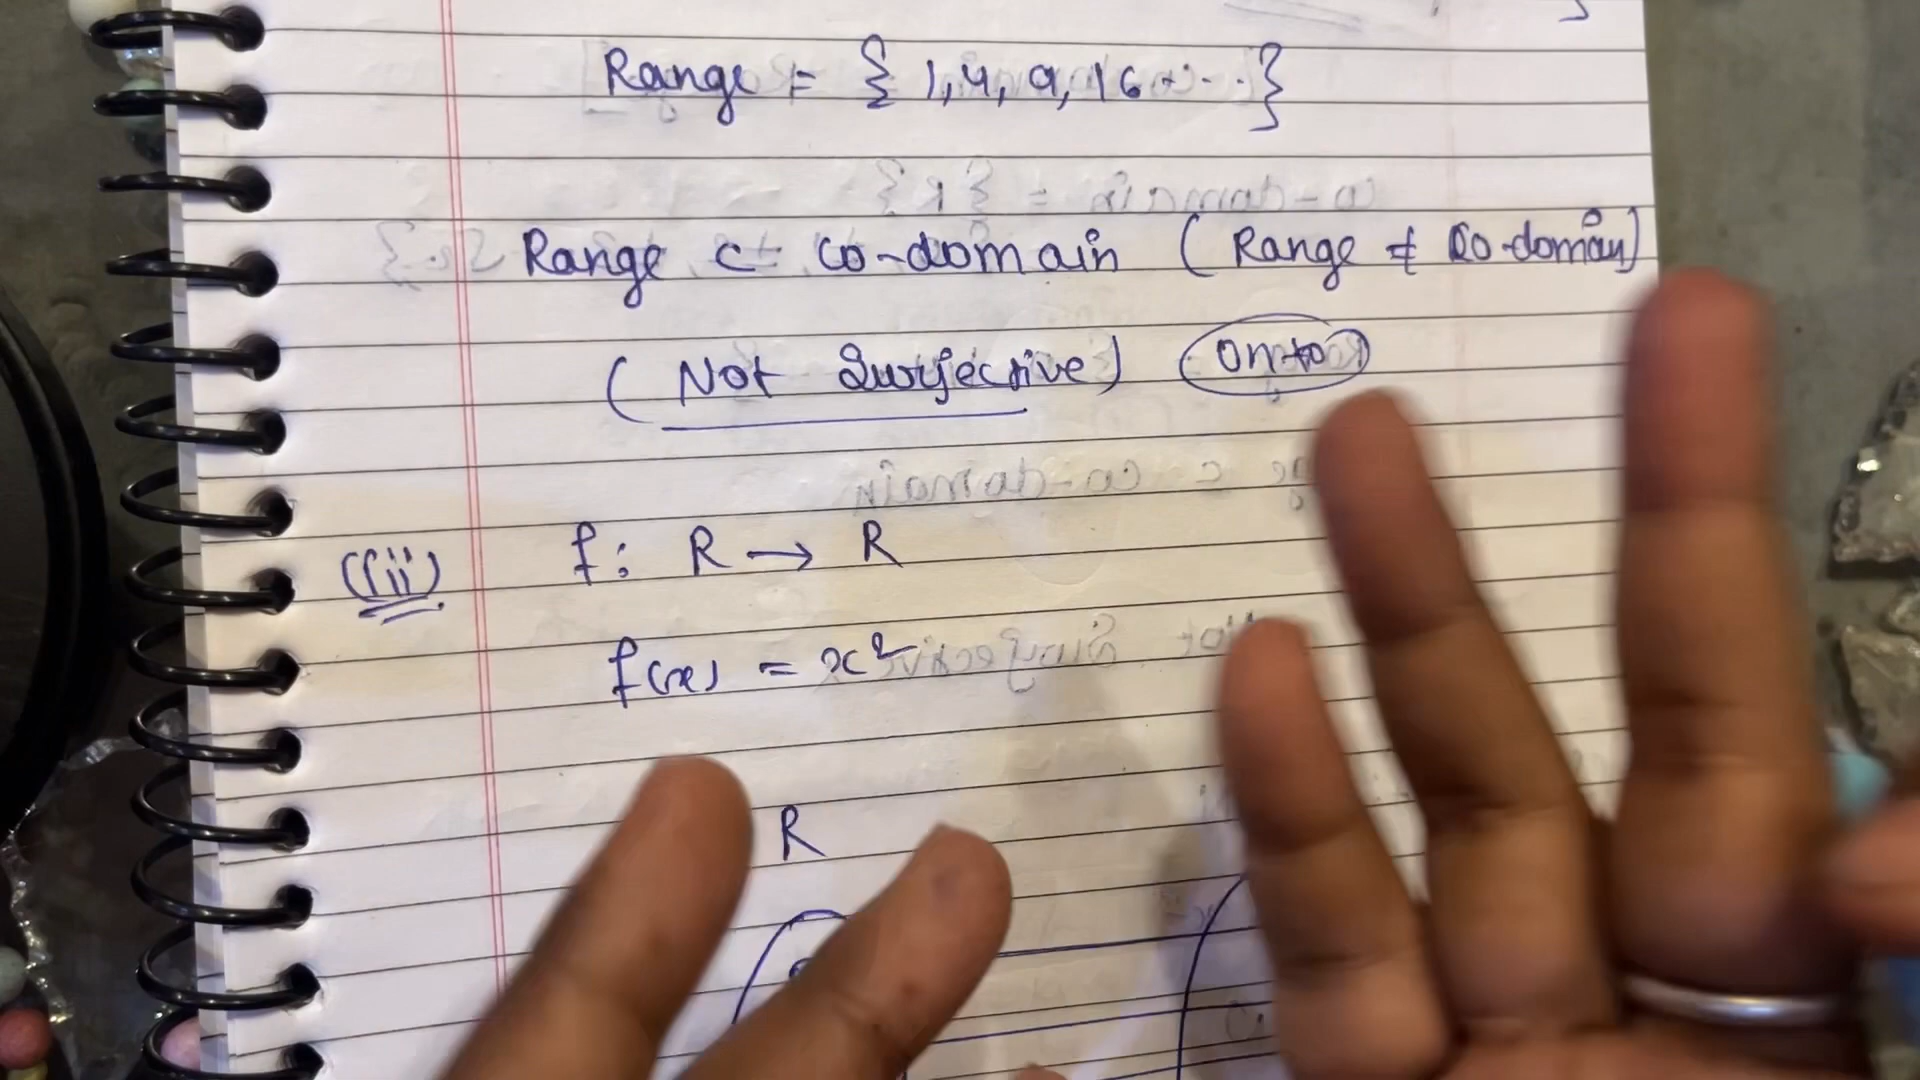 Range = { 1, 4, 9, 16 - - - }
Range ⊂ Co-domain ( Range ≠ Co-domain)
( Not Surjective) onto
(iii) f: R → R
f(x) = x²
R